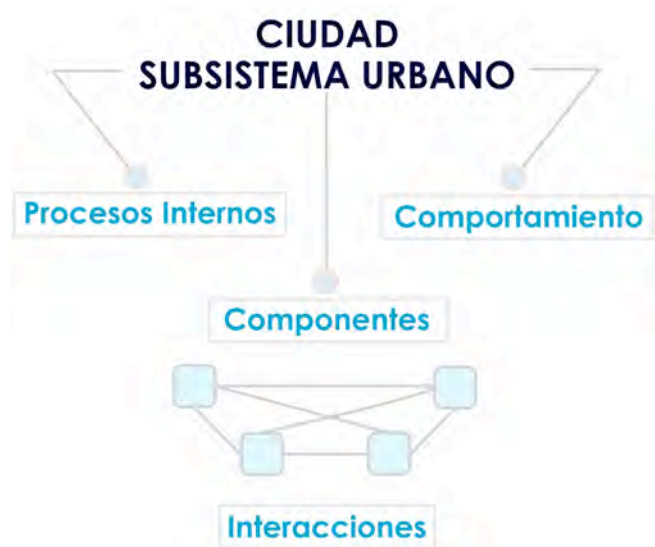 CIUDAD
SUBSISTEMA URBANO
Procesos Internos
Comportamiento
Componentes
Interacciones